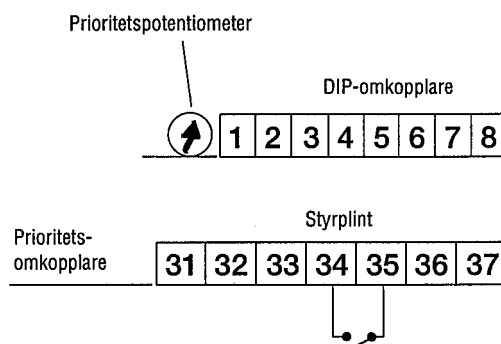 Prioritetspotentiometer
DIP-omkopplare
1 2 3 4 5 6 7 8
Styrplint
Prioritets-
omkopplare
31 32 33 34 35 36 37